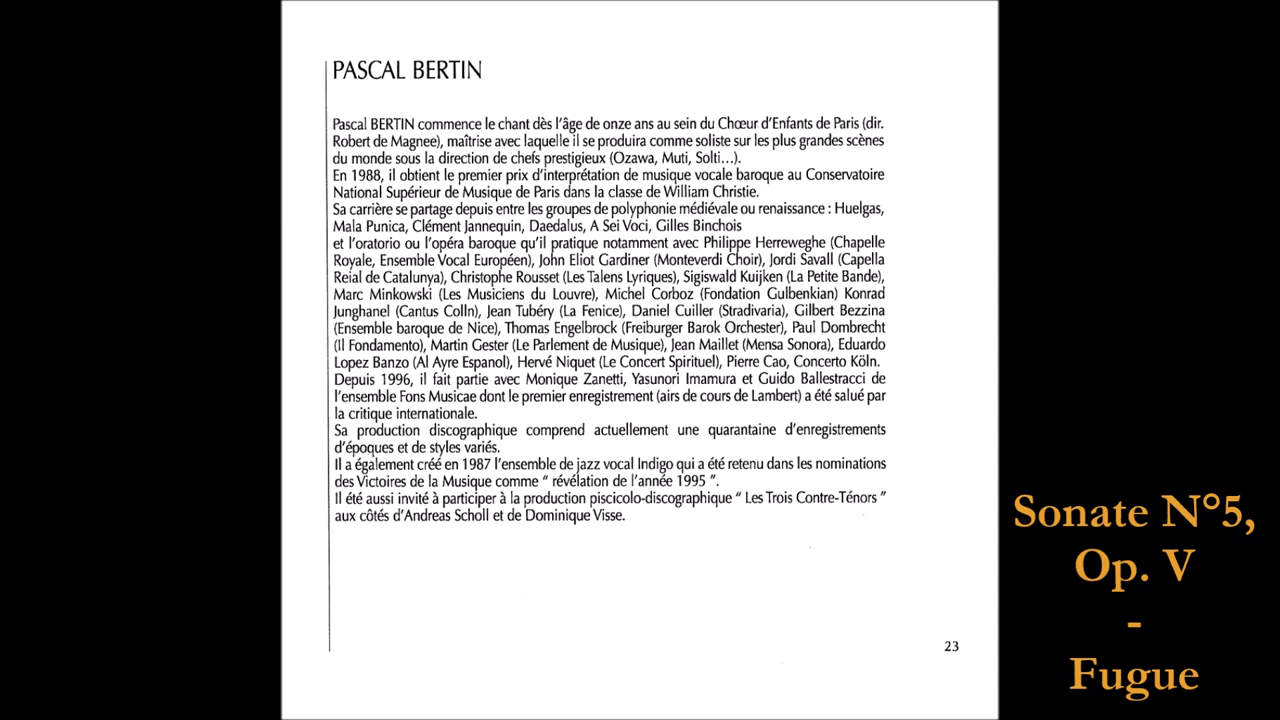 PASCAL BERTIN
Pascal BERTIN commence le chant dès l'âge de onze ans au sein du Chœur d'Enfants de Paris (dir.
Robert de Magnee), maîtrise avec laquelle il se produira comme soliste sur les plus grandes scènes
du monde sous la direction de chefs prestigieux (Ozawa, Muti, Solti...).
En 1988, il obtient le premier prix d'interprétation de musique vocale baroque au Conservatoire
National Supérieur de Musique de Paris dans la classe de William Christie.
Sa carrière se partage depuis entre les groupes de polyphonie médiévale ou renaissance : Huelgas,
Mala Punica, Clément Jannequin, Daedalus, A Sei Voci, Gilles Binchois
et l'oratorio ou l'opéra baroque qu'il pratique notamment avec Philippe Herreweghe (Chapelle
Royale, Ensemble Vocal Européen), John Eliot Gardiner (Monteverdi Choir), Jordi Savall (Capella
Reial de Catalunya), Christophe Rousset (Les Talens Lyriques), Sigiswald Kuijken (La Petite Bande),
Marc Minkowski (Les Musiciens du Louvre), Michel Corboz (Fondation Gulbenkian) Konrad
Junghanel (Cantus Colln), Jean Tubéry (La Fenice), Daniel Cuiller (Stradivaria), Gilbert Bezzina
(Ensemble baroque de Nice), Thomas Engelbrock (Freiburger Barok Orchester), Paul Dombrecht
(Il Fondamento), Martin Gester (Le Parlement de Musique), Jean Maillet (Mensa Sonora), Eduardo
Lopez Banzo (Al Ayre Espanol), Hervé Niquet (Le Concert Spirituel), Pierre Cao, Concerto Köln.
Depuis 1996, il fait partie avec Monique Zanetti, Yasunori Imamura et Guido Ballestracci de
l'ensemble Fons Musicae dont le premier enregistrement (airs de cours de Lambert) a été salué par
la critique internationale.
Sa production discographique comprend actuellement une quarantaine d'enregistrements
d'époques et de styles variés.
Il a également créé en 1987 l'ensemble de jazz vocal Indigo qui a été retenu dans les nominations
des Victoires de la Musique comme " révélation de l'année 1995 ".
Il été aussi invité à participer à la production piscicolo-discographique " Les Trois Contre-Ténors "
aux côtés d'Andreas Scholl et de Dominique Visse.
23
Sonate N°5,
Op. V
-
Fugue